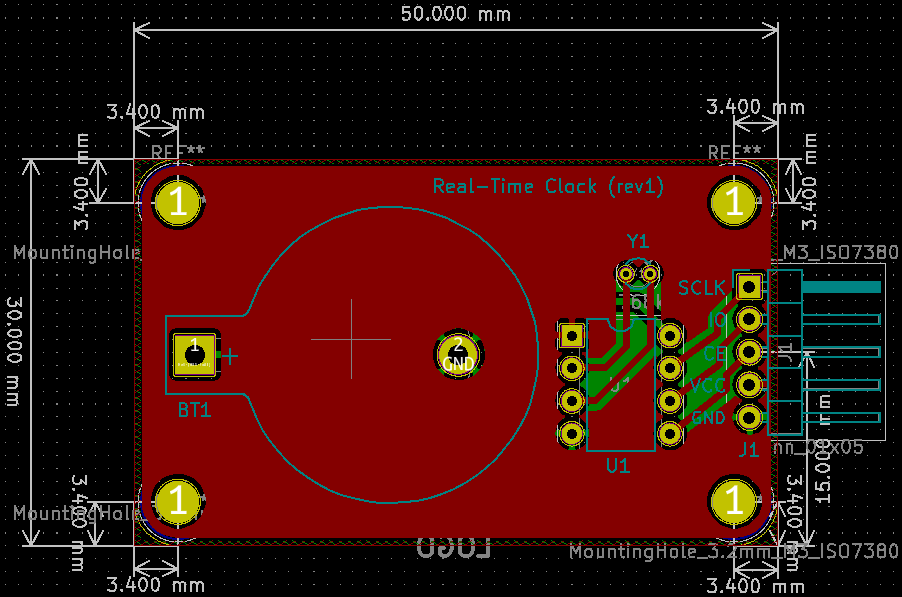 50.000 mm
3.400 mm
3.400 mm
REF**
REF**
3.400 mm
3.400 mm
1
1
Real-Time Clock (rev1)
MountingHole
_M3_ISO7380
Y1
SCLK
30.000 mm
1
+
2
GND
CE
VCC
GND
BT1
U1
J1
nn_01x05
15.000 mm
1
1
3.400 mm
3.400 mm
MountingHole
LOGO
MountingHole_3.2mm_M3_ISO7380
3.400 mm
3.400 mm